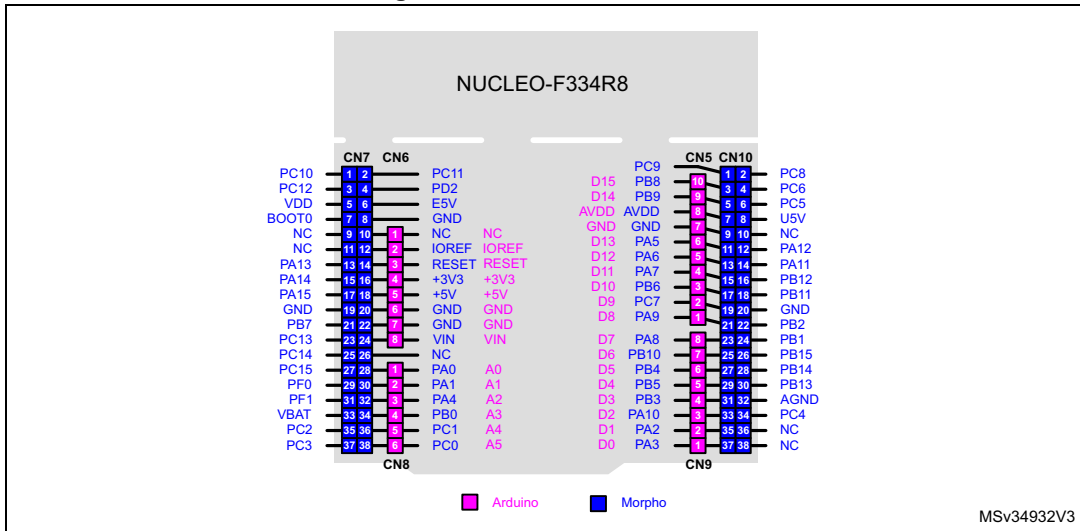 NUCLEO-F334R8
CN7 CN6 CN5 CN10
PC9
PC10 1 2 PC11 1 2 PC8
PC12 3 4 PD2 D15 PB8 10 3 4 PC6
VDD 5 6 E5V D14 PB9 9 5 6 PC5
BOOT0 7 8 GND AVDD AVDD 8 7 8 U5V
NC 9 10 1 NC NC GND GND 7 9 10 NC
NC 11 12 2 IOREF IOREF D13 PA5 6 11 12 PA12
PA13 13 14 3 RESET RESET D12 PA6 5 13 14 PA11
PA14 15 16 4 +3V3 +3V3 D11 PA7 4 15 16 PB12
PA15 17 18 5 +5V +5V D10 PB6 3 17 18 PB11
GND 19 20 6 GND GND D9 PC7 2 19 20 GND
PB7 21 22 7 GND GND D8 PA9 1 21 22 PB2
PC13 23 24 8 VIN VIN D7 PA8 8 23 24 PB1
PC14 25 26 NC D6 PB10 7 25 26 PB15
PC15 27 28 1 PA0 A0 D5 PB4 6 27 28 PB14
PF0 29 30 2 PA1 A1 D4 PB5 5 29 30 PB13
PF1 31 32 3 PA4 A2 D3 PB3 4 31 32 AGND
VBAT 33 34 4 PB0 A3 D2 PA10 3 33 34 PC4
PC2 35 36 5 PC1 A4 D1 PA2 2 35 36 NC
PC3 37 38 6 PC0 A5 D0 PA3 1 37 38 NC
CN8 CN9
Arduino Morpho
MSv34932V3